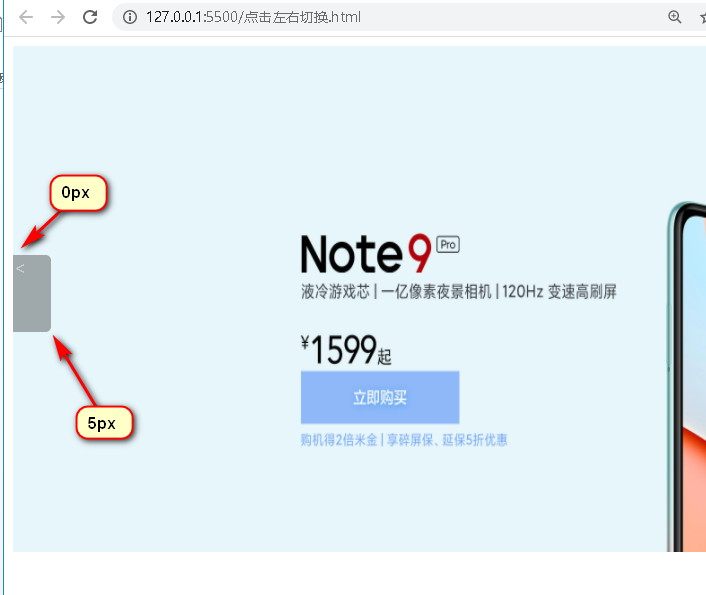 127.0.0.1:5500/点击左右切换.html
0px
Note 9 Pro
<
液冷游戏芯 | 一亿像素夜景相机 | 120Hz 变速高刷屏
¥1599起
立即购买
5px
购机得2倍米金 | 享碎屏保、延保5折优惠